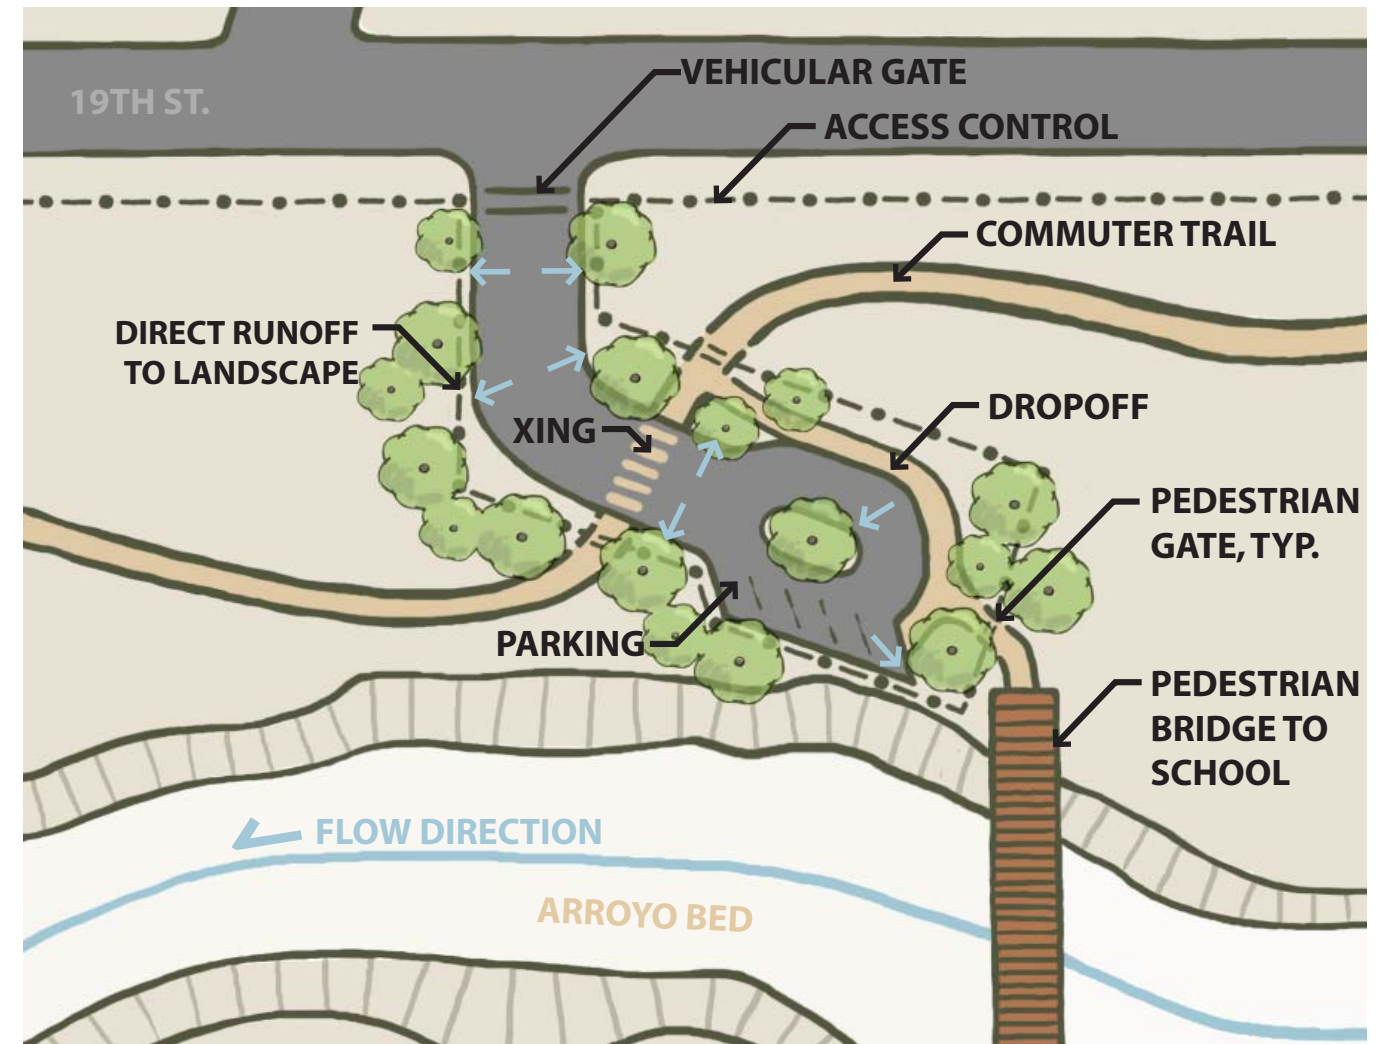 VEHICULAR GATE
19TH ST.
ACCESS CONTROL
COMMUTER TRAIL
DIRECT RUNOFF
TO LANDSCAPE
DROPOFF
XING
PEDESTRIAN
GATE, TYP.
PARKING
PEDESTRIAN
BRIDGE TO
SCHOOL
FLOW DIRECTION
ARROYO BED